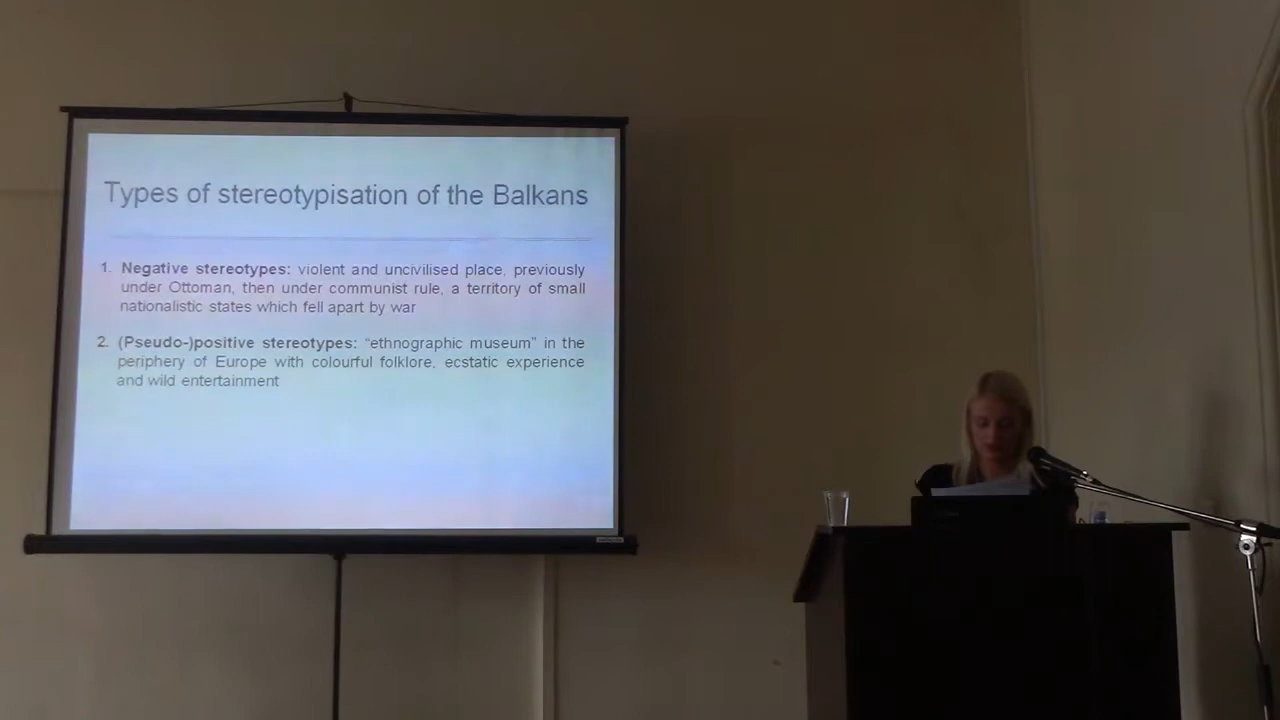 Types of stereotypisation of the Balkans
1. Negative stereotypes: violent and uncivilised place, previously
under Ottoman, then under communist rule, a territory of small
nationalistic states which fell apart by war
2. (Pseudo-)positive stereotypes: “ethnographic museum” in the
periphery of Europe with colourful folklore, ecstatic experience
and wild entertainment